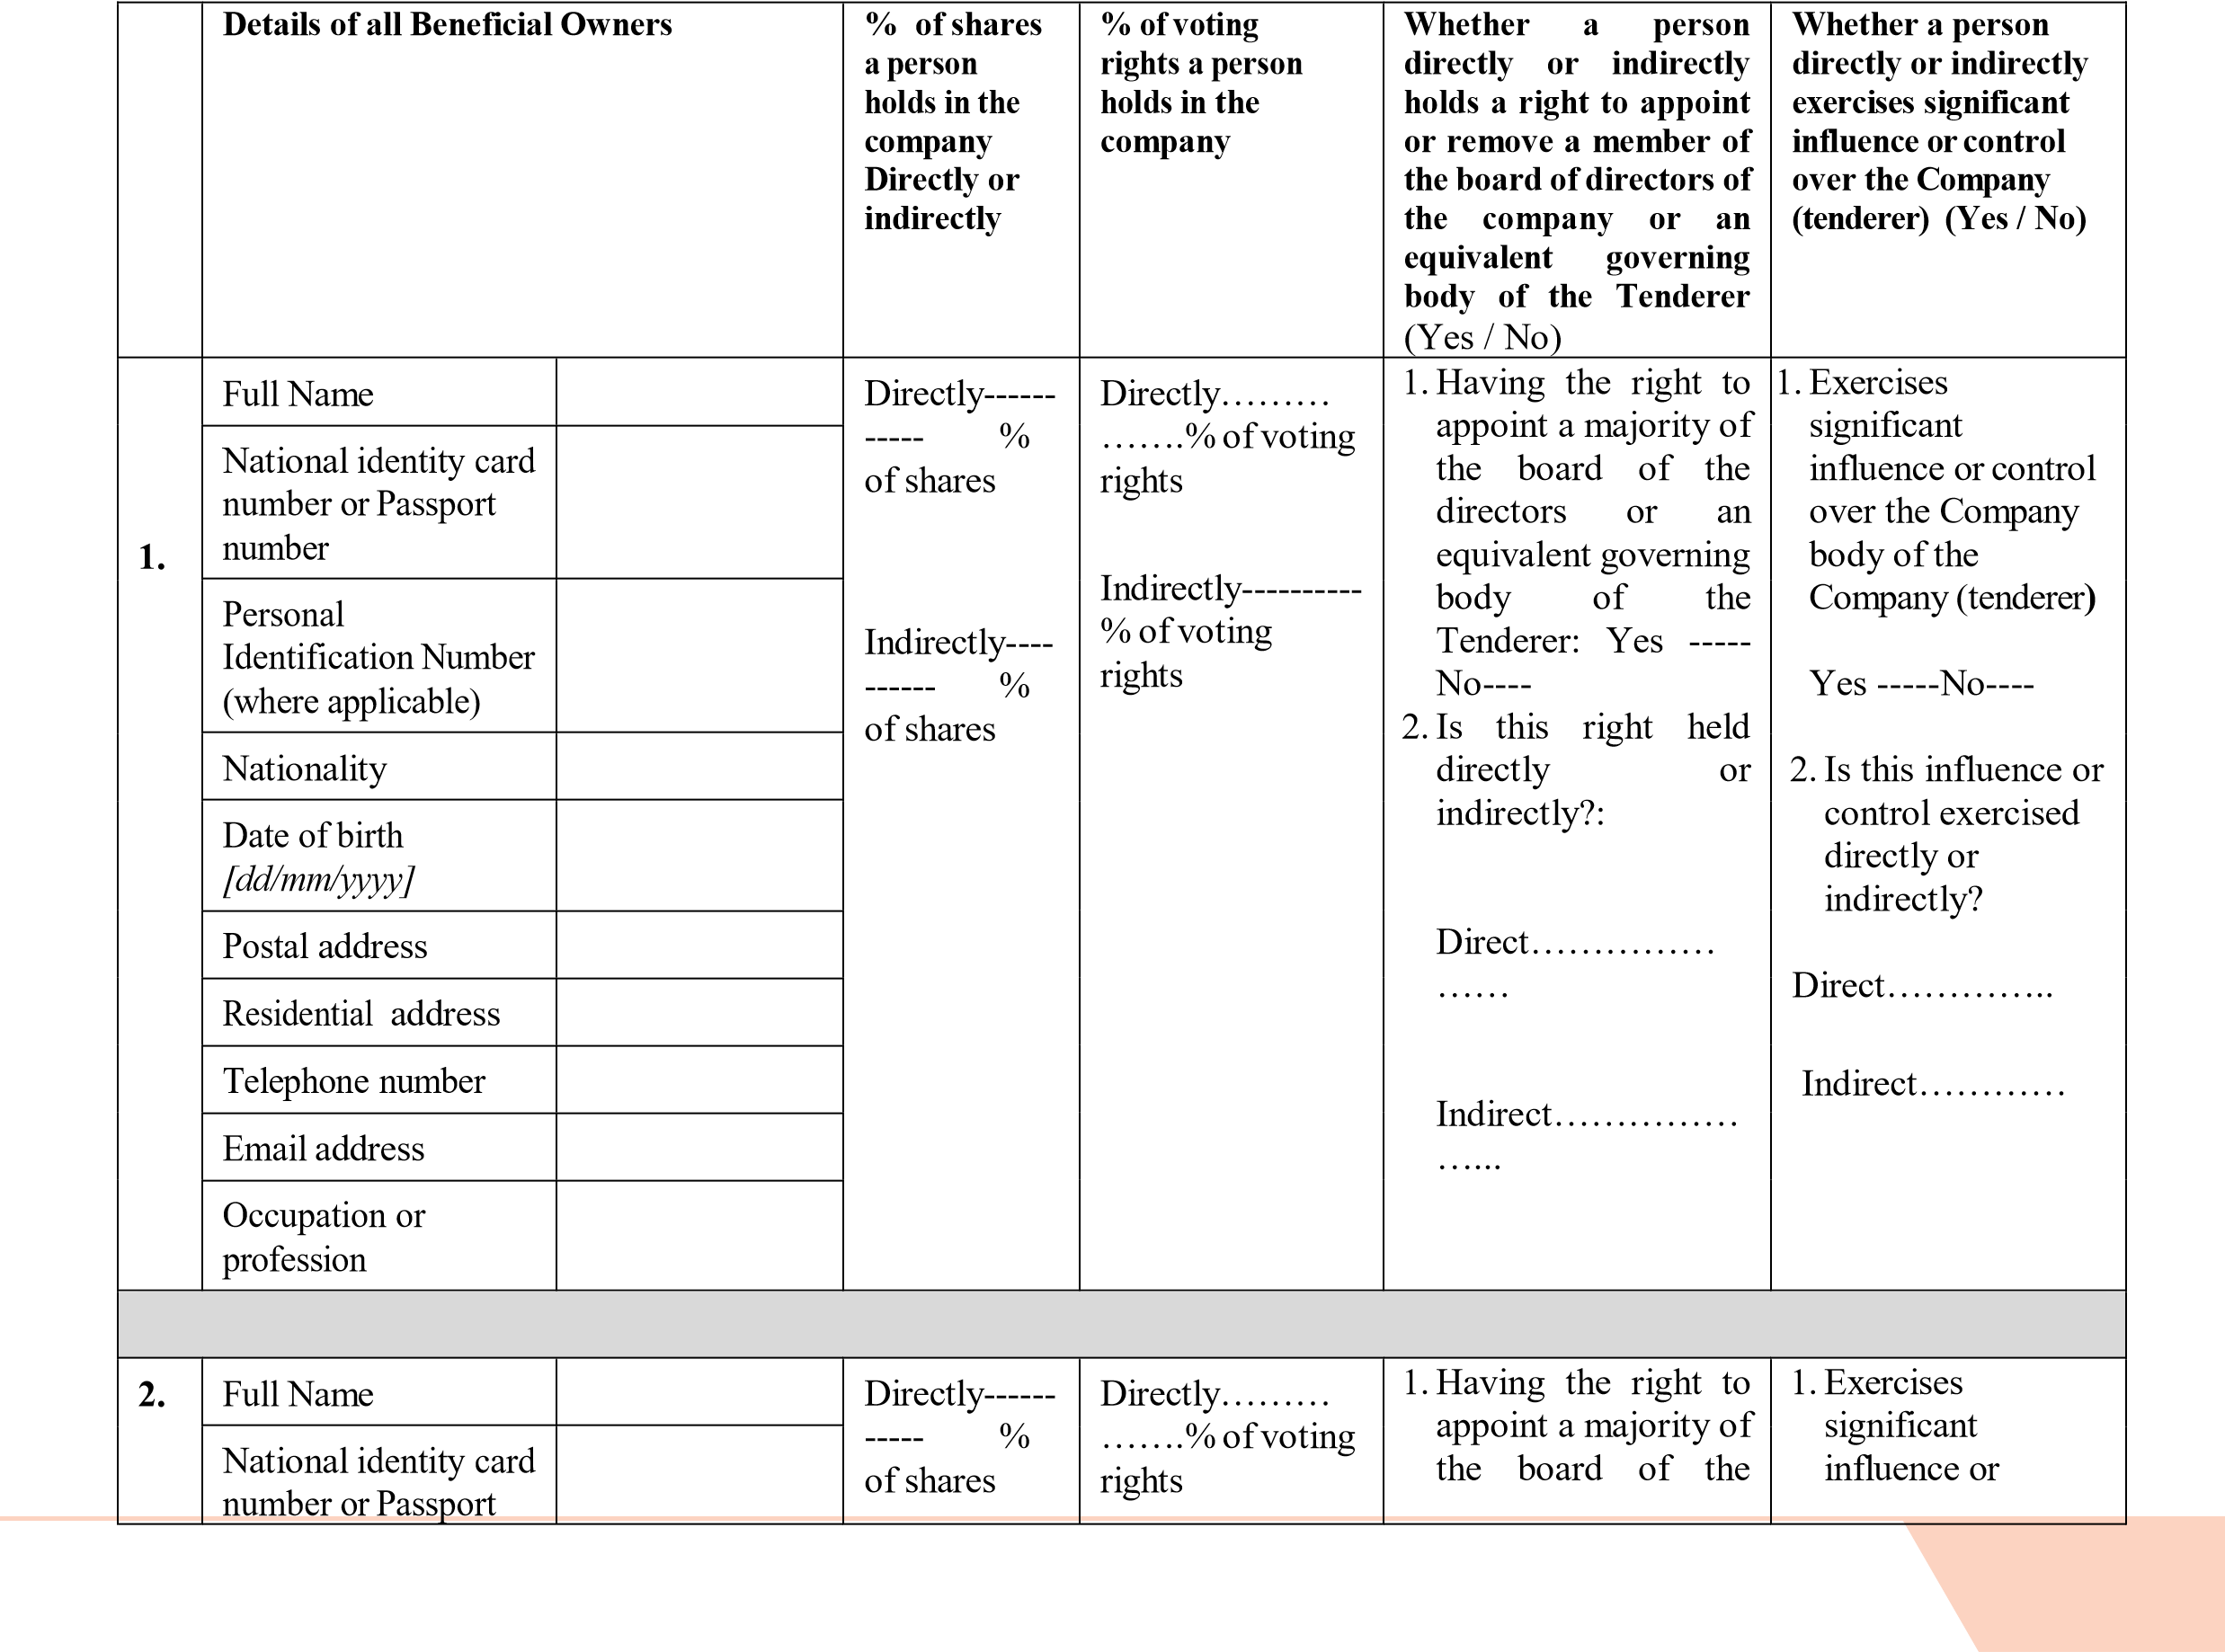 Details of all Beneficial Owners
% of shares
a person
holds in the
company
Directly or
indirectly
% of voting
rights a person
holds in the
company
Whether a person
directly or indirectly
holds a right to appoint
or remove a member of
the board of directors of
the company or an
equivalent governing
body of the Tenderer
(Yes / No)
Whether a person
directly or indirectly
exercises significant
influence or control
over the Company
(tenderer) (Yes / No)
1.
Full Name
National identity card
number or Passport
number
Personal
Identification Number
(where applicable)
Nationality
Date of birth
[dd/mm/yyyy]
Postal address
Residential address
Telephone number
Email address
Occupation or
profession
Directly------
----- %
of shares
Indirectly----
------ %
of shares
Directly………
…….% of voting
rights
Indirectly----------
% of voting
rights
1. Having the right to
appoint a majority of
the board of the
directors or an
equivalent governing
body of the
Tenderer: Yes -----
No----
2. Is this right held
directly or
indirectly?:
Direct……………
……
Indirect……………
…...
1. Exercises
significant
influence or control
over the Company
body of the
Company (tenderer)
Yes -----No----
2. Is this influence or
control exercised
directly or
indirectly?
Direct…………..
Indirect…………
2.
Full Name
National identity card
number or Passport
Directly------
----- %
of shares
Directly………
…….% of voting
rights
1. Having the right to
appoint a majority of
the board of the
1. Exercises
significant
influence or